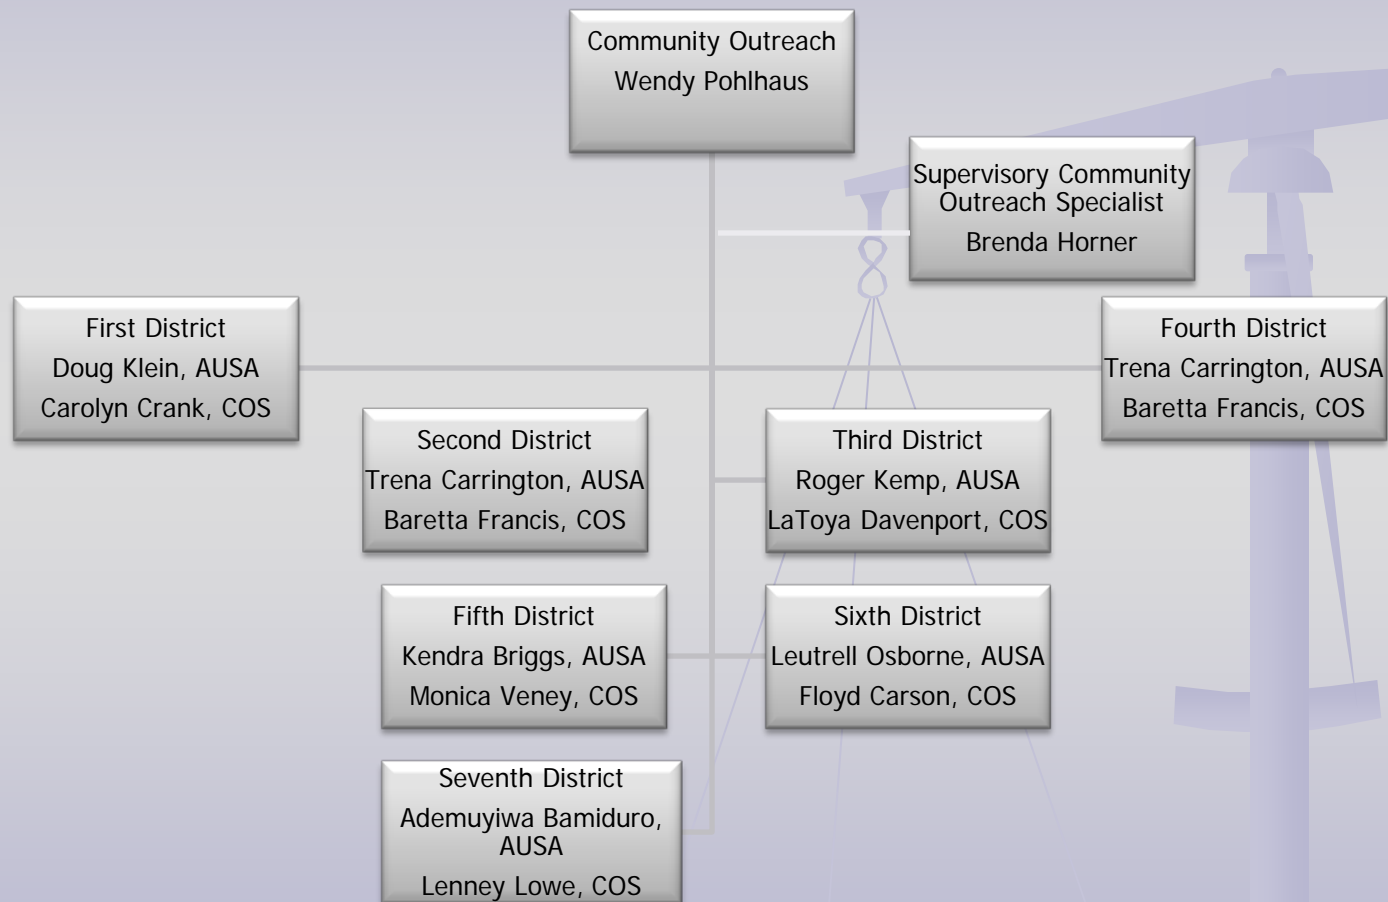 Community Outreach
Wendy Pohlhaus
Supervisory Community
Outreach Specialist
Brenda Horner
First District
Doug Klein, AUSA
Carolyn Crank, COS
Fourth District
Trena Carrington, AUSA
Baretta Francis, COS
Second District
Trena Carrington, AUSA
Baretta Francis, COS
Third District
Roger Kemp, AUSA
LaToya Davenport, COS
Fifth District
Kendra Briggs, AUSA
Monica Veney, COS
Sixth District
Leutrell Osborne, AUSA
Floyd Carson, COS
Seventh District
Ademuyiwa Bamiduro,
AUSA
Lenney Lowe, COS